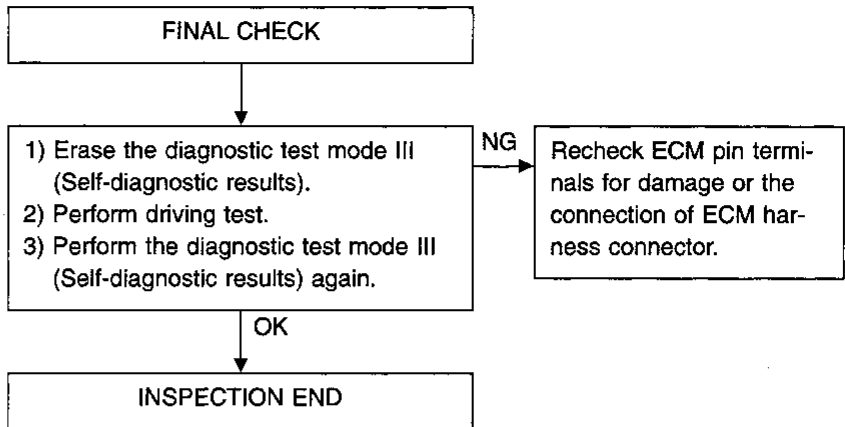 FINAL CHECK
1) Erase the diagnostic test mode III
(Self-diagnostic results).
2) Perform driving test.
3) Perform the diagnostic test mode III
(Self-diagnostic results) again.
NG
Recheck ECM pin termi-
nals for damage or the
connection of ECM har-
ness connector.
OK
INSPECTION END